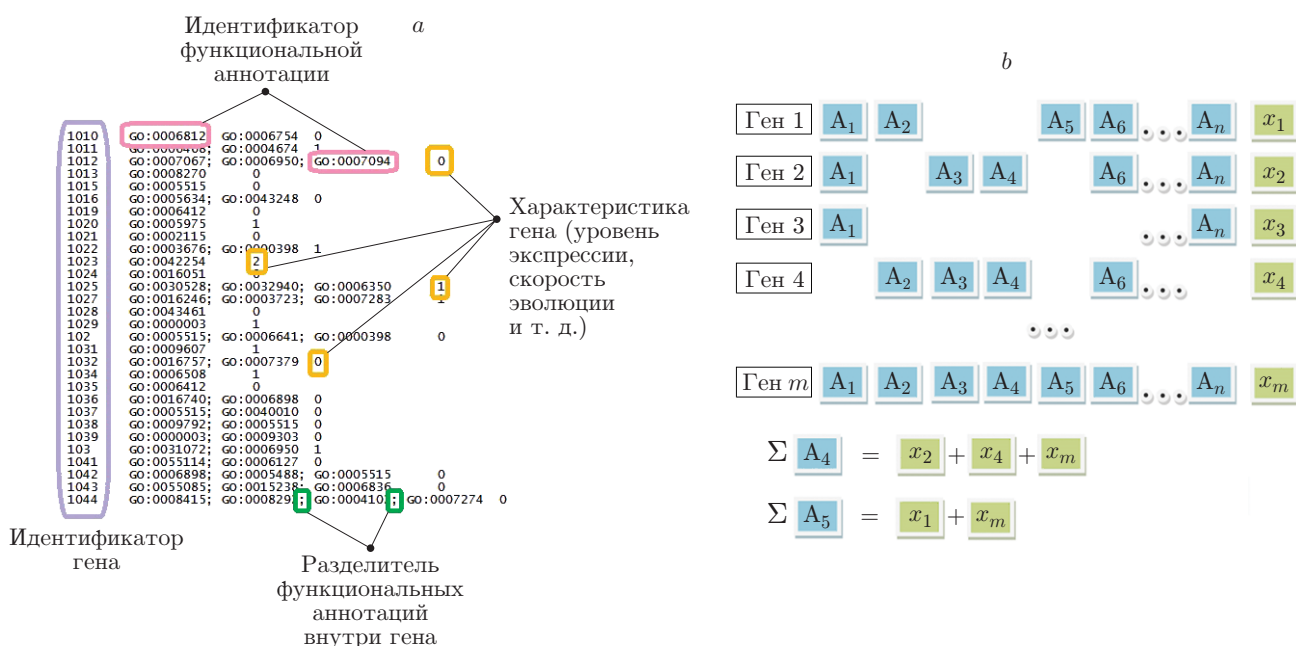 Идентификатор
функциональной
аннотации
a
1010 GO:0006812; GO:0006754 0
1011 GO:0004674 1
1012 GO:0007067; GO:0006950; GO:0007094 0
1013 GO:0008270 0
1015 GO:0005515 0
1016 GO:0005634; GO:0043248 0
1019 GO:0006412 0
1020 GO:0005975 1
1021 GO:0002115 0
1022 GO:0003676; GO:0000398 1
1023 GO:0042254 2
1024 GO:0016051
1025 GO:0030528; GO:0032940; GO:0006350 1
1027 GO:0016246; GO:0003723; GO:0007283 1
1028 GO:0043461 0
1029 GO:0000003 1
102 GO:0005515; GO:0006641; GO:0000398 0
1031 GO:0009607 1
1032 GO:0016757; GO:0007379 0
1034 GO:0006508 1
1035 GO:0006412 0
1036 GO:0016740; GO:0006898 0
1037 GO:0005515; GO:0040010 0
1038 GO:0009792; GO:0005515 0
1039 GO:0000003; GO:0009303 0
103 GO:0031072; GO:0006950 1
1041 GO:0055114; GO:0006127 0
1042 GO:0006898; GO:0005488; GO:0005515 0
1043 GO:0055085; GO:0015238; GO:0006836 0
1044 GO:0008415; ; ; GO:0007274 0
Характеристика
гена (уровень
экспрессии,
скорость
эволюции
и т. д.)
Идентификатор
гена
Разделитель
функциональных
аннотаций
внутри гена
b
Ген 1 A₁ A₂ A₅ A₆ ... Aₙ x₁
Ген 2 A₁ A₃ A₄ A₆ ... Aₙ x₂
Ген 3 A₁ ... Aₙ x₃
Ген 4 A₂ A₃ A₄ A₆ ... x₄
...
Ген m A₁ A₂ A₃ A₄ A₅ A₆ ... Aₙ xₘ
Σ A₄ = x₂ + x₄ + xₘ
Σ A₅ = x₁ + xₘ